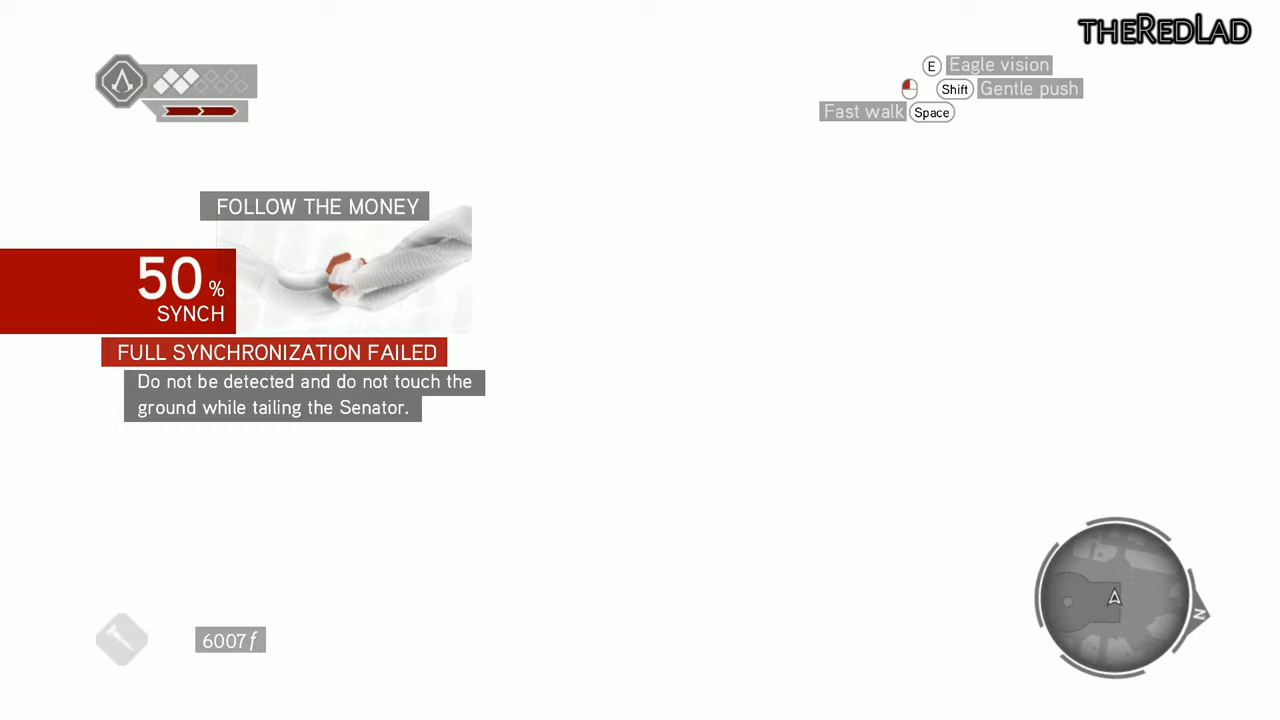 THEREDLAD
E Eagle vision
Shift Gentle push
Fast walk Space
FOLLOW THE MONEY
50 %
SYNCH
FULL SYNCHRONIZATION FAILED
Do not be detected and do not touch the
ground while tailing the Senator.
N
6007ƒ